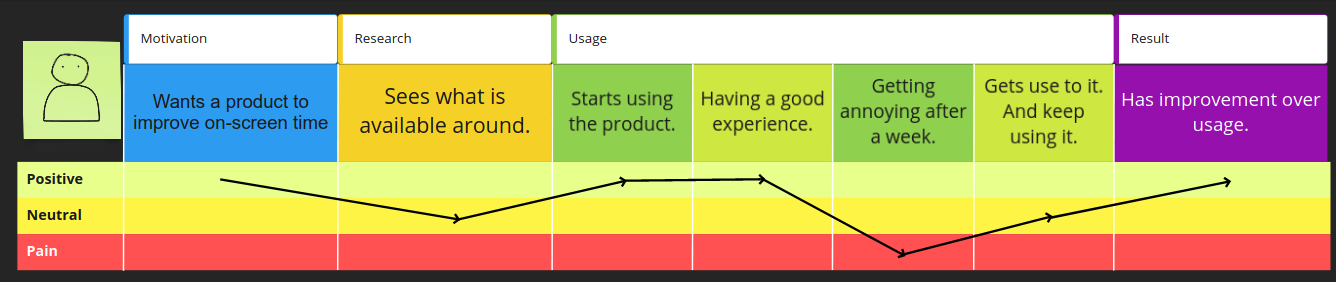 Motivation
Research
Usage
Result
Wants a product to
improve on-screen time
Sees what is
available around.
Starts using
the product.
Having a good
experience.
Getting
annoying after
a week.
Gets use to it.
And keep
using it.
Has improvement over
usage.
Positive
Neutral
Pain